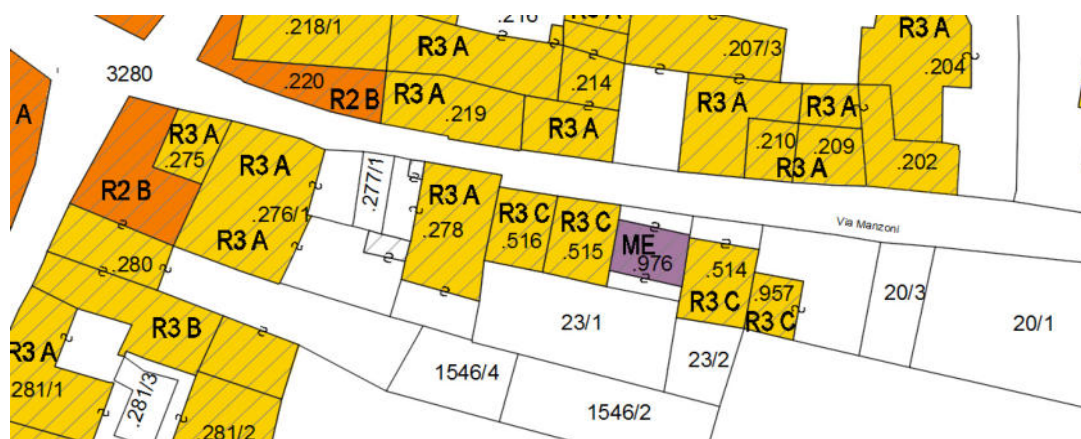 .218/1
.216
R3 A
R3 A
.207/3
R3 A
.204
3280
.220
R2 B
R3 A
.219
.214
R3 A
R3 A
R3 A
A
R3 A
.275
R3 A
.210
.209
R3 A
.202
R2 B
.277/1
R3 A
.276/1
R3 A
.278
R3 C
.516
R3 C
.515
ME
.976
Via Manzoni
.514
R3 C
.957
R3 C
.280
20/3
20/1
23/1
23/2
R3 B
R3 A
281/1
.281/3
.281/2
1546/4
1546/2